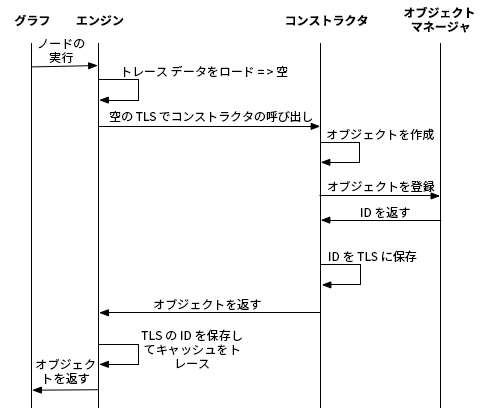 グラフ
エンジン
コンストラクタ
オブジェクト
マネージャ
ノードの
実行
トレース データをロード => 空
空の TLS でコンストラクタの呼び出し
オブジェクトを作成
オブジェクトを登録
ID を返す
ID を TLS に保存
オブジェクトを返す
TLS の ID を保存し
てキャッシュをト
レース
オブジェク
トを返す